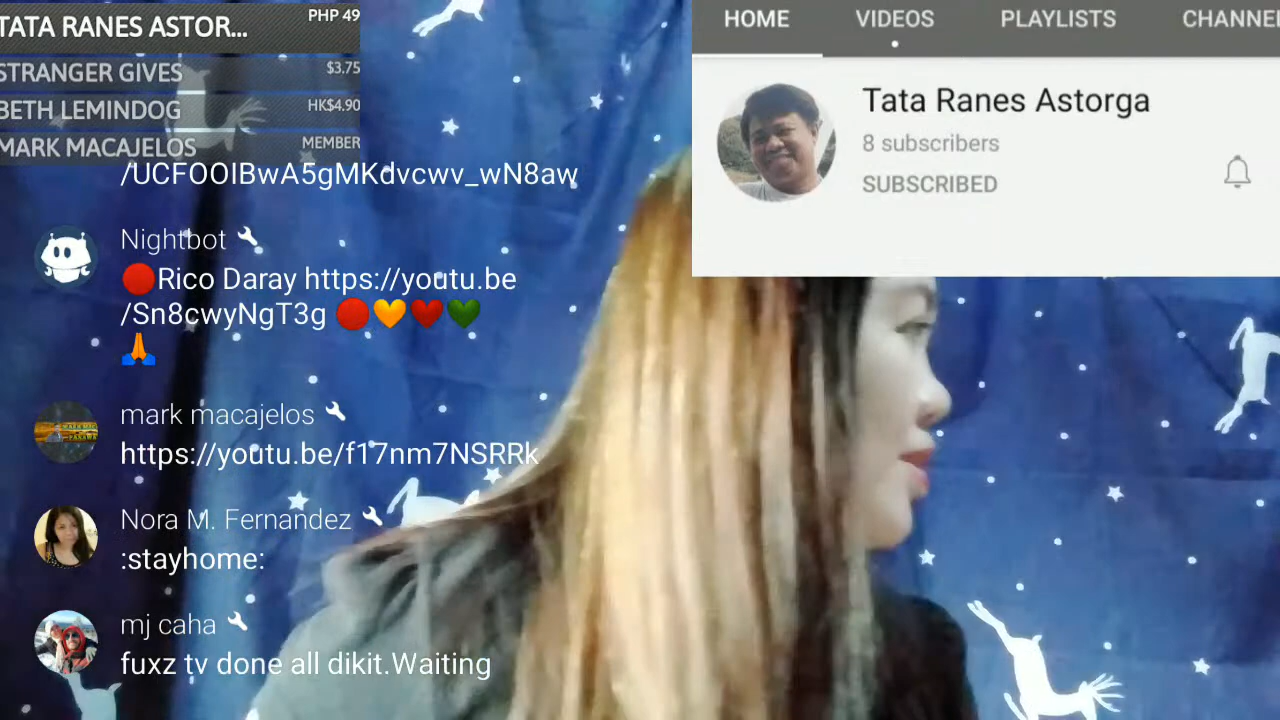 TATA RANES ASTOR... PHP 49
STRANGER GIVES $3.75
BETH LEMINDOG HK$4.90
MARK MACAJELOS MEMBER
/UCFOOIBwA5gMKdvcwv_wN8aw
Nightbot
🔴Rico Daray https://youtu.be
/Sn8cwyNgT3g 🔴🧡❤️💚
🙏
mark macajelos
https://youtu.be/f17nm7NSRRk
Nora M. Fernandez
:stayhome:
mj caha
fuxz tv done all dikit.Waiting
HOME VIDEOS PLAYLISTS CHANNE
Tata Ranes Astorga
8 subscribers
SUBSCRIBED